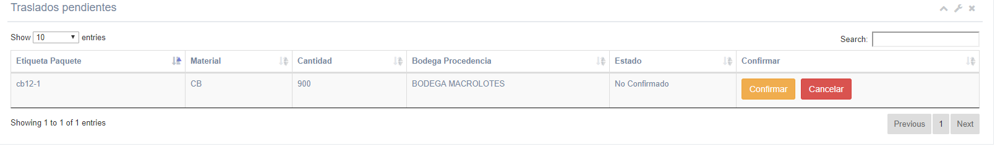 Traslados pendientes
Show 10 entries
Search:
Etiqueta Paquete Material Cantidad Bodega Procedencia Estado Confirmar
cb12-1 CB 900 BODEGA MACROLOTES No Confirmado Confirmar Cancelar
Showing 1 to 1 of 1 entries
Previous 1 Next